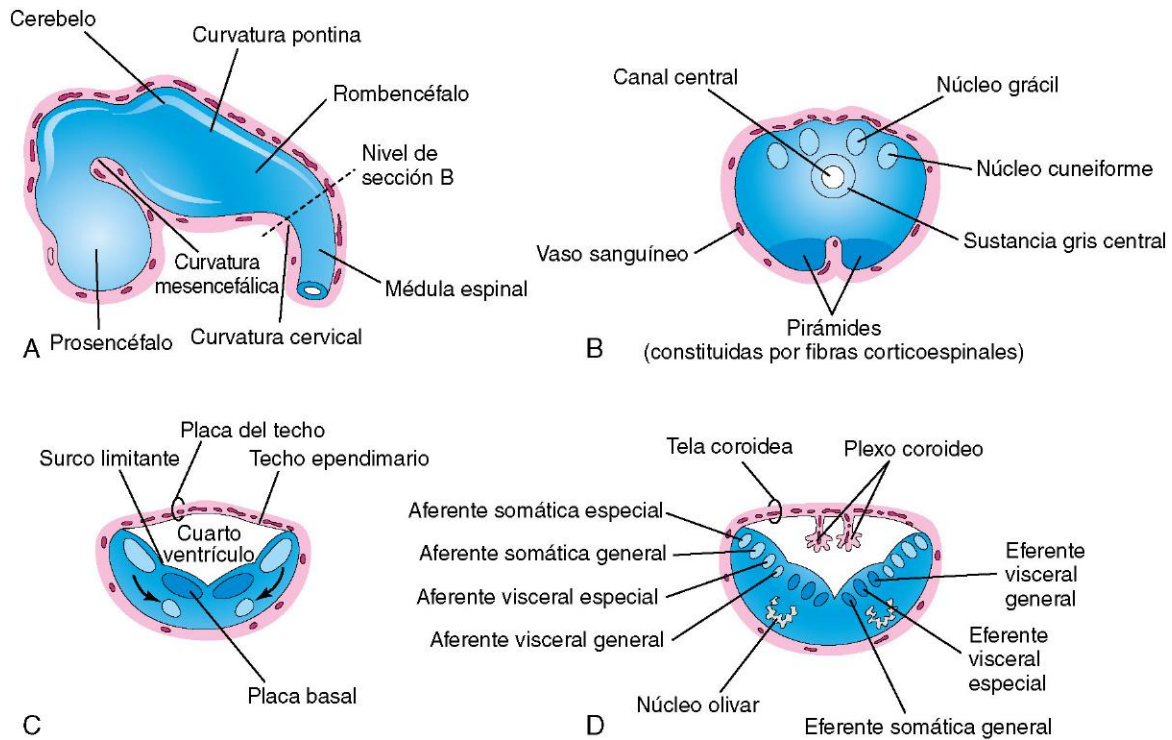 Cerebelo
Curvatura pontina
Rombencéfalo
Nivel de
sección B
Curvatura
mesencefálica
Médula espinal
Prosencéfalo
Curvatura cervical
A
Canal central
Núcleo grácil
Núcleo cuneiforme
Vaso sanguíneo
Sustancia gris central
Pirámides
(constituidas por fibras corticoespinales)
B
Placa del techo
Surco limitante
Techo ependimario
Cuarto
ventrículo
Placa basal
C
Tela coroidea
Plexo coroideo
Aferente somática especial
Aferente somática general
Aferente visceral especial
Aferente visceral general
Eferente
visceral
general
Eferente
visceral
especial
Núcleo olivar
Eferente somática general
D